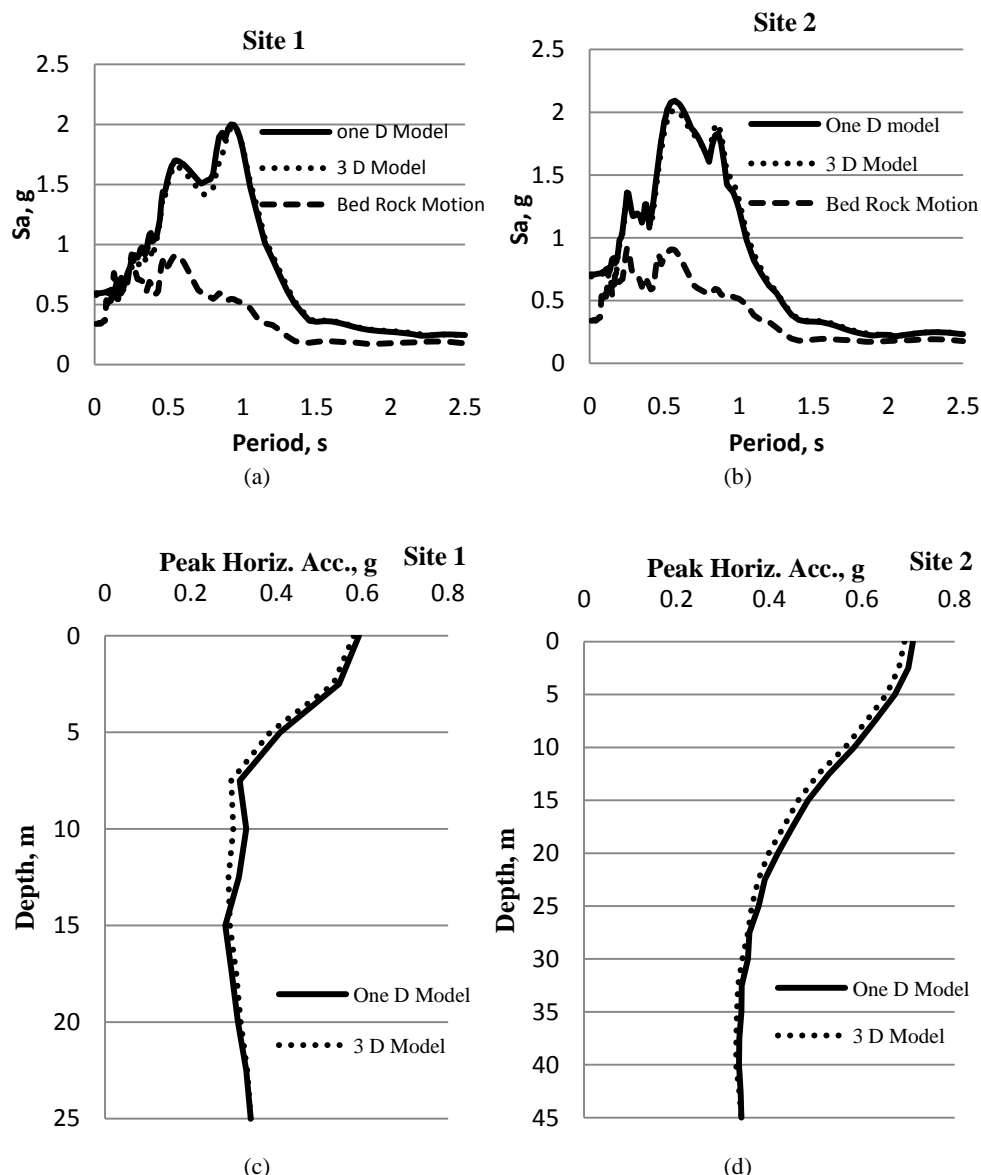 Site 1
2.5
2
1.5
1
0.5
0
Sa, g
one D Model
3 D Model
Bed Rock Motion
0 0.5 1 1.5 2 2.5
Period, s
(a)
Site 2
2.5
2
1.5
1
0.5
0
Sa, g
One D model
3 D Model
Bed Rock Motion
0 0.5 1 1.5 2 2.5
Period, s
(b)
Peak Horiz. Acc., g
Site 1
0 0.2 0.4 0.6 0.8
0
5
10
15
20
25
Depth, m
One D Model
3 D Model
(c)
Peak Horiz. Acc., g
Site 2
0 0.2 0.4 0.6 0.8
0
5
10
15
20
25
30
35
40
45
Depth, m
One D Model
3 D Model
(d)